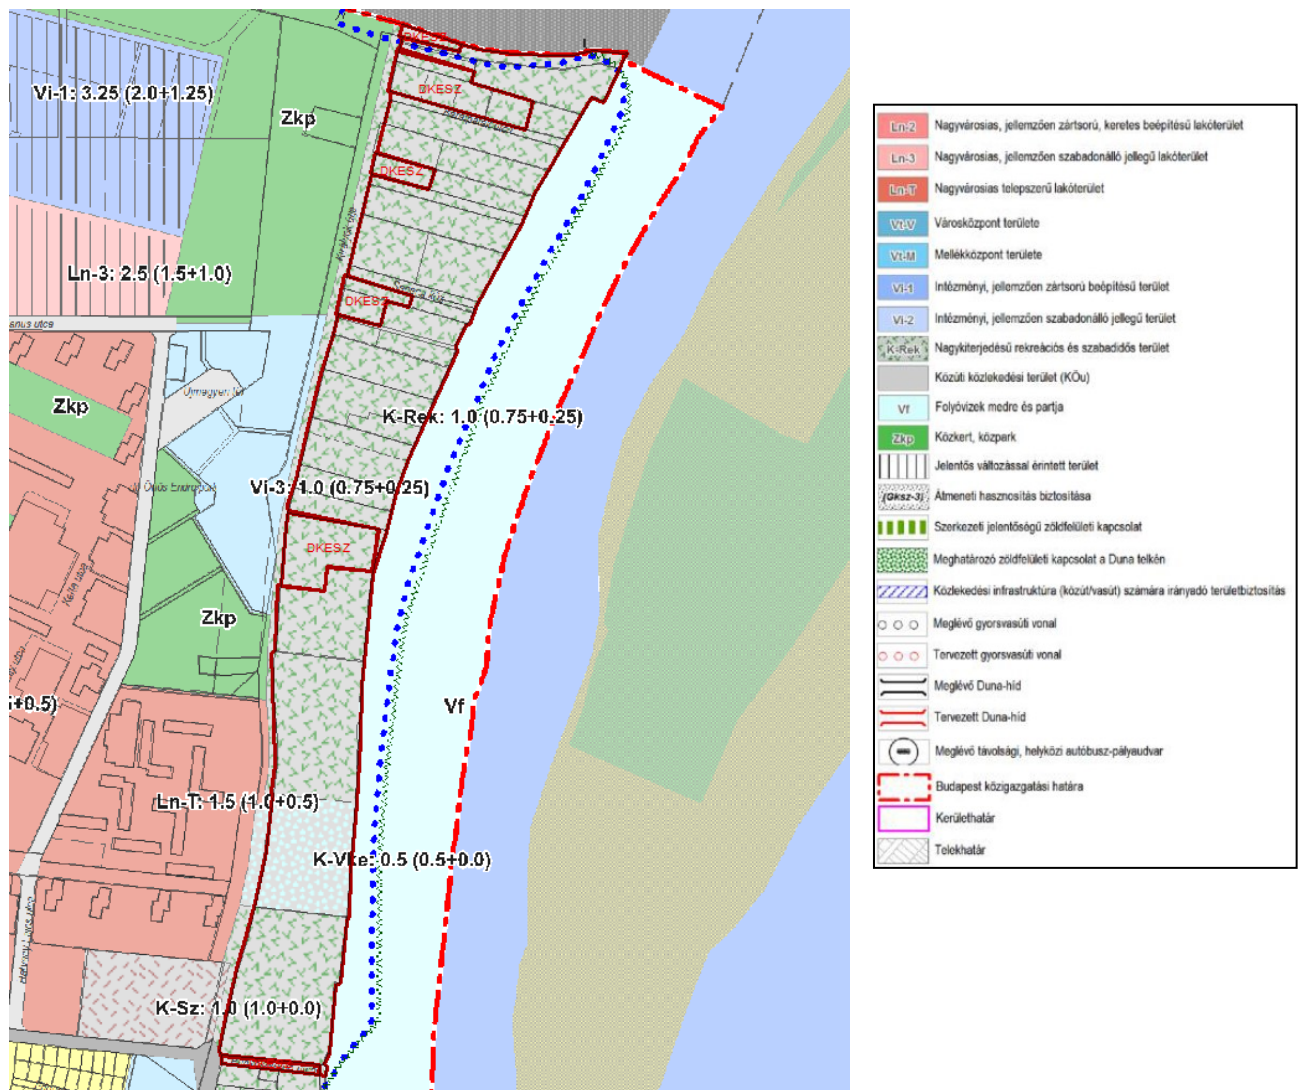 DKESZ
DKESZ
Vi-1: 3.25 (2.0+1.25)
Zkp
DKESZ
Ln-3: 2.5 (1.5+1.0)
DKESZ
Újmagyari tér
Zkp
K-Rek: 1.0 (0.75+0.25)
Vi-3: 1.0 (0.75+0.25)
DKESZ
Zkp
+0.5)
Vf
Ln-T: 1.5 (1.0+0.5)
K-Vke: 0.5 (0.5+0.0)
K-Sz: 1.0 (1.0+0.0)
Ln-2 Nagyvárosias, jellemzően zártsorú, keretes beépítésű lakóterület
Ln-3 Nagyvárosias, jellemzően szabadonálló jellegű lakóterület
Ln-T Nagyvárosias telepszerű lakóterület
Vt-V Városközpont területe
Vt-M Mellékközpont területe
Vi-1 Intézményi, jellemzően zártsorú beépítésű terület
Vi-2 Intézményi, jellemzően szabadonálló jellegű terület
K-Rek Nagykiterjedésű rekreációs és szabadidős terület
Közúti közlekedési terület (KÖu)
Vf Folyóvizek medre és partja
Zkp Közkert, közpark
Jelentős változással érintett terület
(Gksz-3) Átmeneti hasznosítás biztosítása
Szerkezeti jelentőségű zöldfelületi kapcsolat
Meghatározó zöldfelületi kapcsolat a Duna telkén
Közlekedési infrastruktúra (közút/vasút) számára irányadó területbiztosítás
Meglévő gyorsvasúti vonal
Tervezett gyorsvasúti vonal
Meglévő Duna-híd
Tervezett Duna-híd
Meglévő távolsági, helyközi autóbusz-pályaudvar
Budapest közigazgatási határa
Kerülethatár
Telekhatár